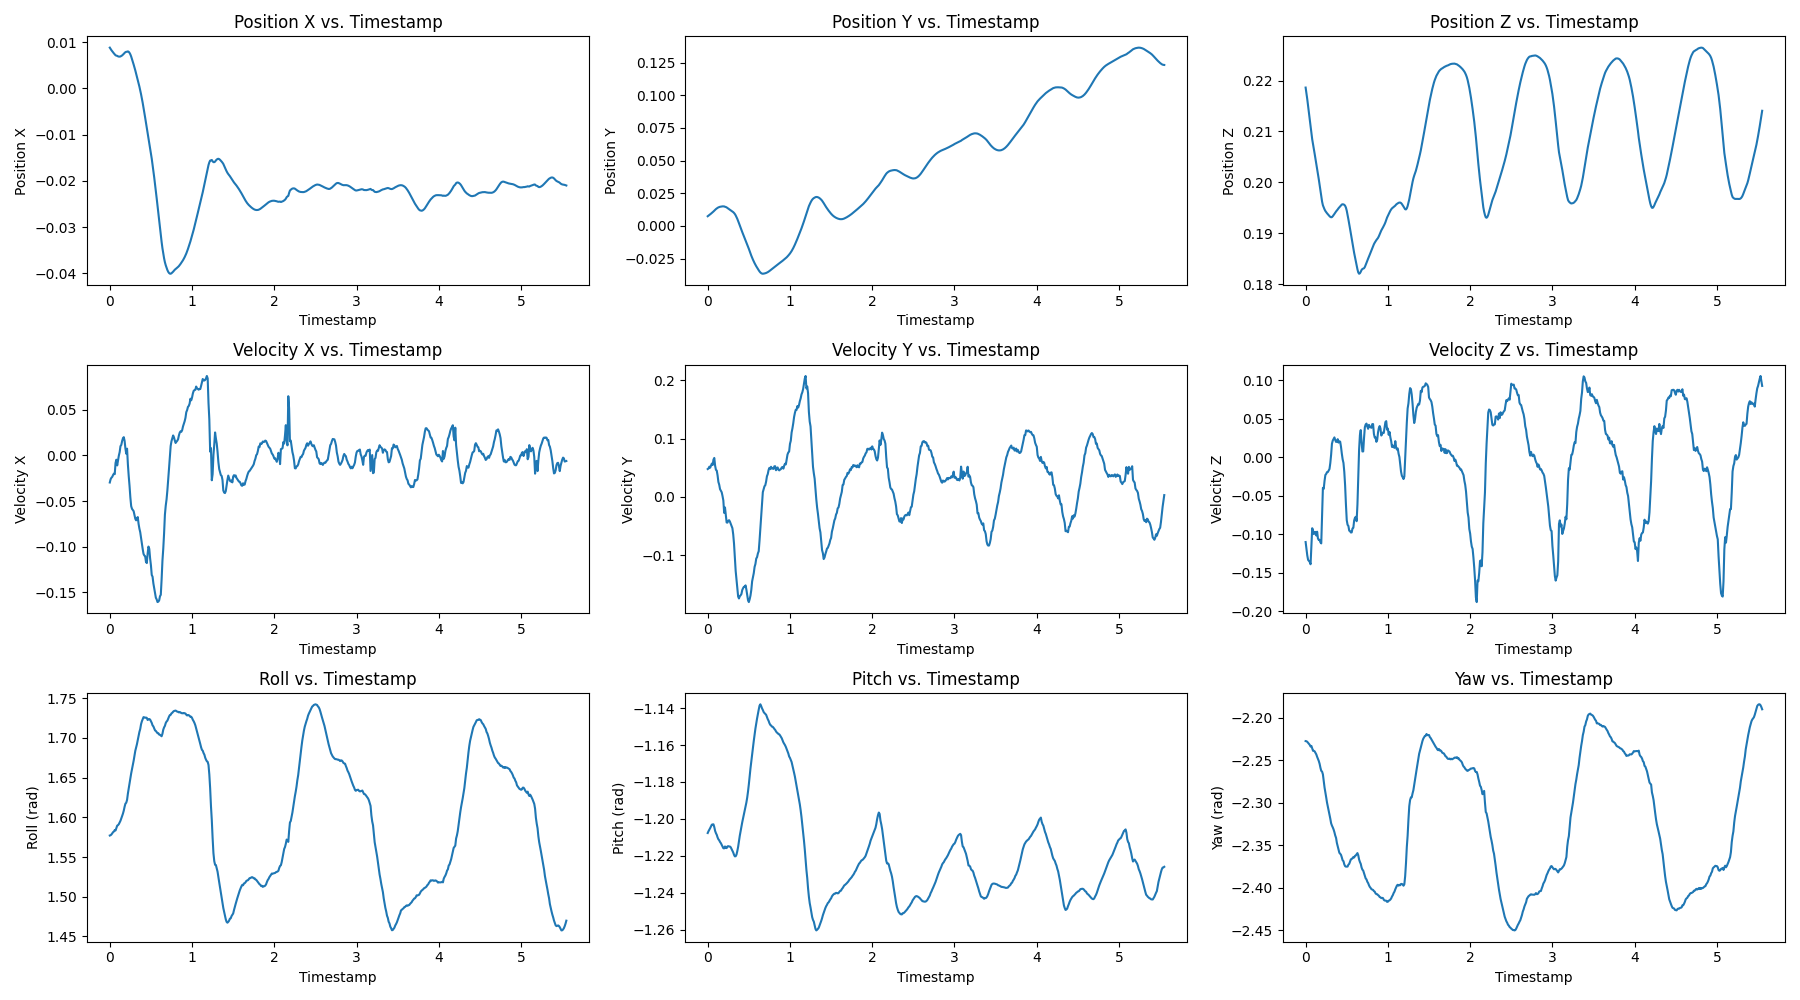 Position X vs. Timestamp
Position X
0.01
0.00
−0.01
−0.02
−0.03
−0.04
0 1 2 3 4 5
Timestamp
Position Y vs. Timestamp
Position Y
0.125
0.100
0.075
0.050
0.025
0.000
−0.025
0 1 2 3 4 5
Timestamp
Position Z vs. Timestamp
Position Z
0.22
0.21
0.20
0.19
0.18
0 1 2 3 4 5
Timestamp
Velocity X vs. Timestamp
Velocity X
0.05
0.00
−0.05
−0.10
−0.15
0 1 2 3 4 5
Timestamp
Velocity Y vs. Timestamp
Velocity Y
0.2
0.1
0.0
−0.1
0 1 2 3 4 5
Timestamp
Velocity Z vs. Timestamp
Velocity Z
0.10
0.05
0.00
−0.05
−0.10
−0.15
−0.20
0 1 2 3 4 5
Timestamp
Roll vs. Timestamp
Roll (rad)
1.75
1.70
1.65
1.60
1.55
1.50
1.45
0 1 2 3 4 5
Timestamp
Pitch vs. Timestamp
Pitch (rad)
−1.14
−1.16
−1.18
−1.20
−1.22
−1.24
−1.26
0 1 2 3 4 5
Timestamp
Yaw vs. Timestamp
Yaw (rad)
−2.20
−2.25
−2.30
−2.35
−2.40
−2.45
0 1 2 3 4 5
Timestamp